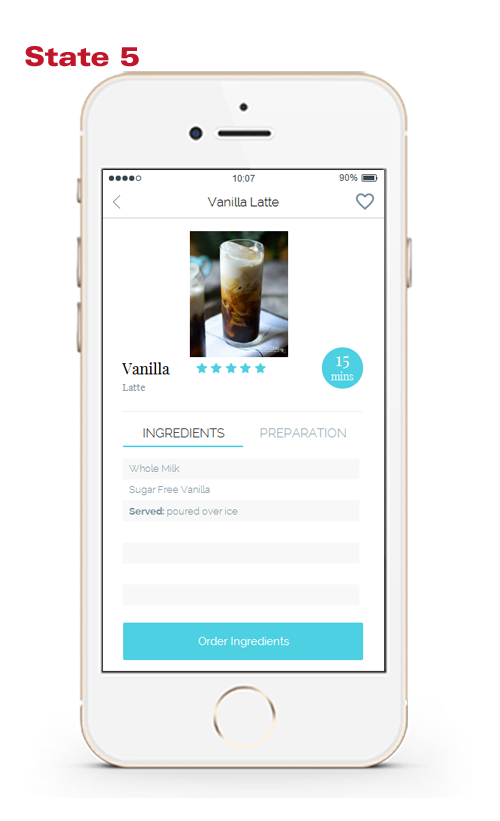 State 5
10:07
90%
Vanilla Latte
Vanilla
Latte
15
mins
INGREDIENTS
PREPARATION
Whole Milk
Sugar Free Vanilla
Served: poured over ice
Order Ingredients